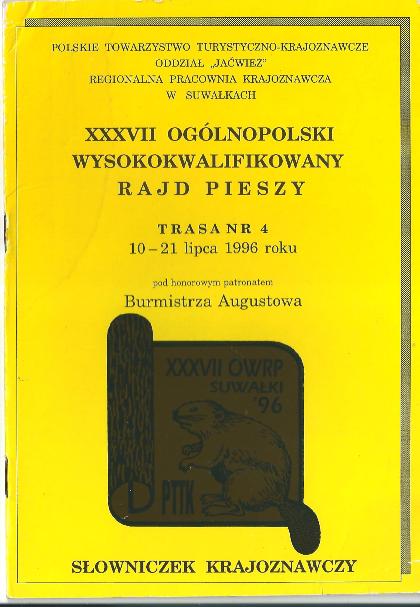 POLSKIE TOWARZYSTWO TURYSTYCZNO-KRAJOZNAWCZE
ODDZIAŁ „JAĆWIEŻ"
REGIONALNA PRACOWNIA KRAJOZNAWCZA
W SUWAŁKACH
XXXVII OGÓLNOPOLSKI
WYSOKOKWALIFIKOWANY
RAJD PIESZY
TRASA NR 4
10 – 21 lipca 1996 roku
pod honorowym patronatem
Burmistrza Augustowa
XXXVII OWRP
SUWAŁKI
'96
PTTK
SŁOWNICZEK KRAJOZNAWCZY